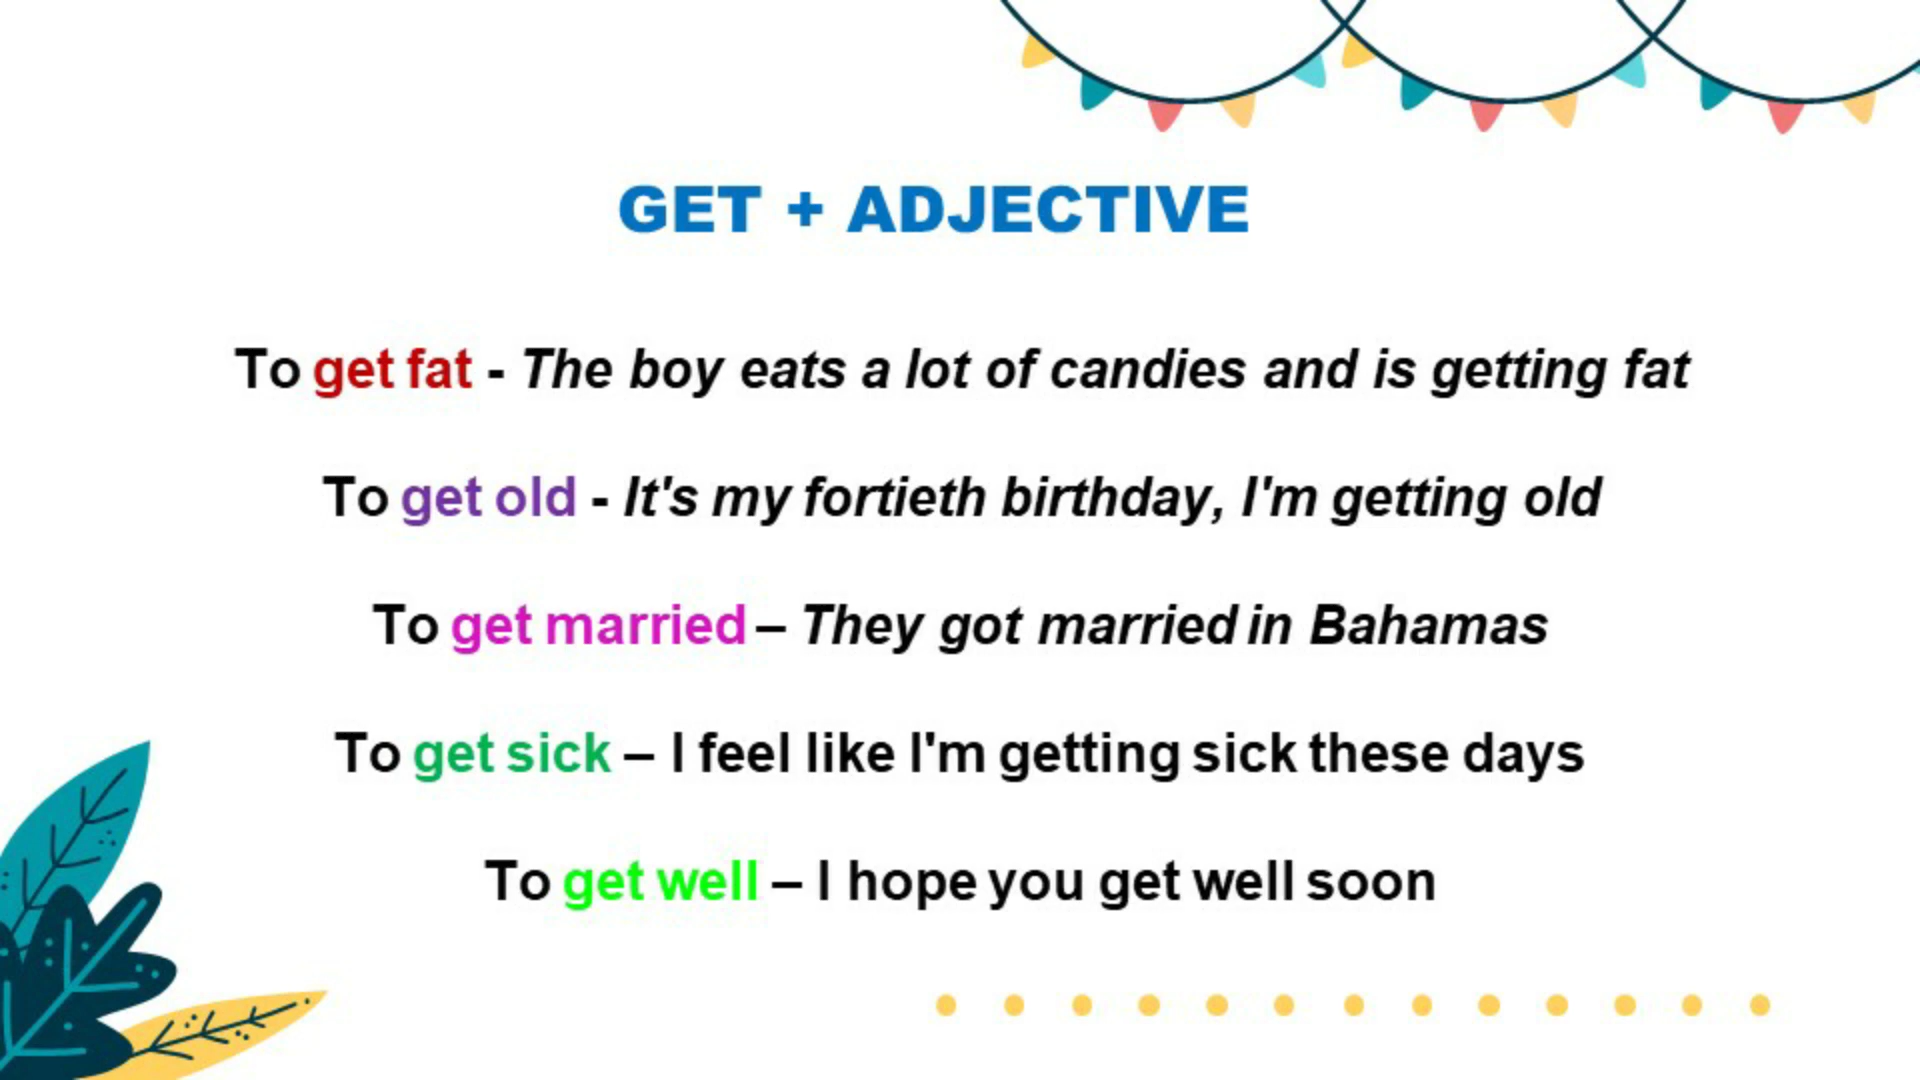 GET + ADJECTIVE
To get fat - The boy eats a lot of candies and is getting fat
To get old - It's my fortieth birthday, I'm getting old
To get married – They got married in Bahamas
To get sick – I feel like I'm getting sick these days
To get well – I hope you get well soon